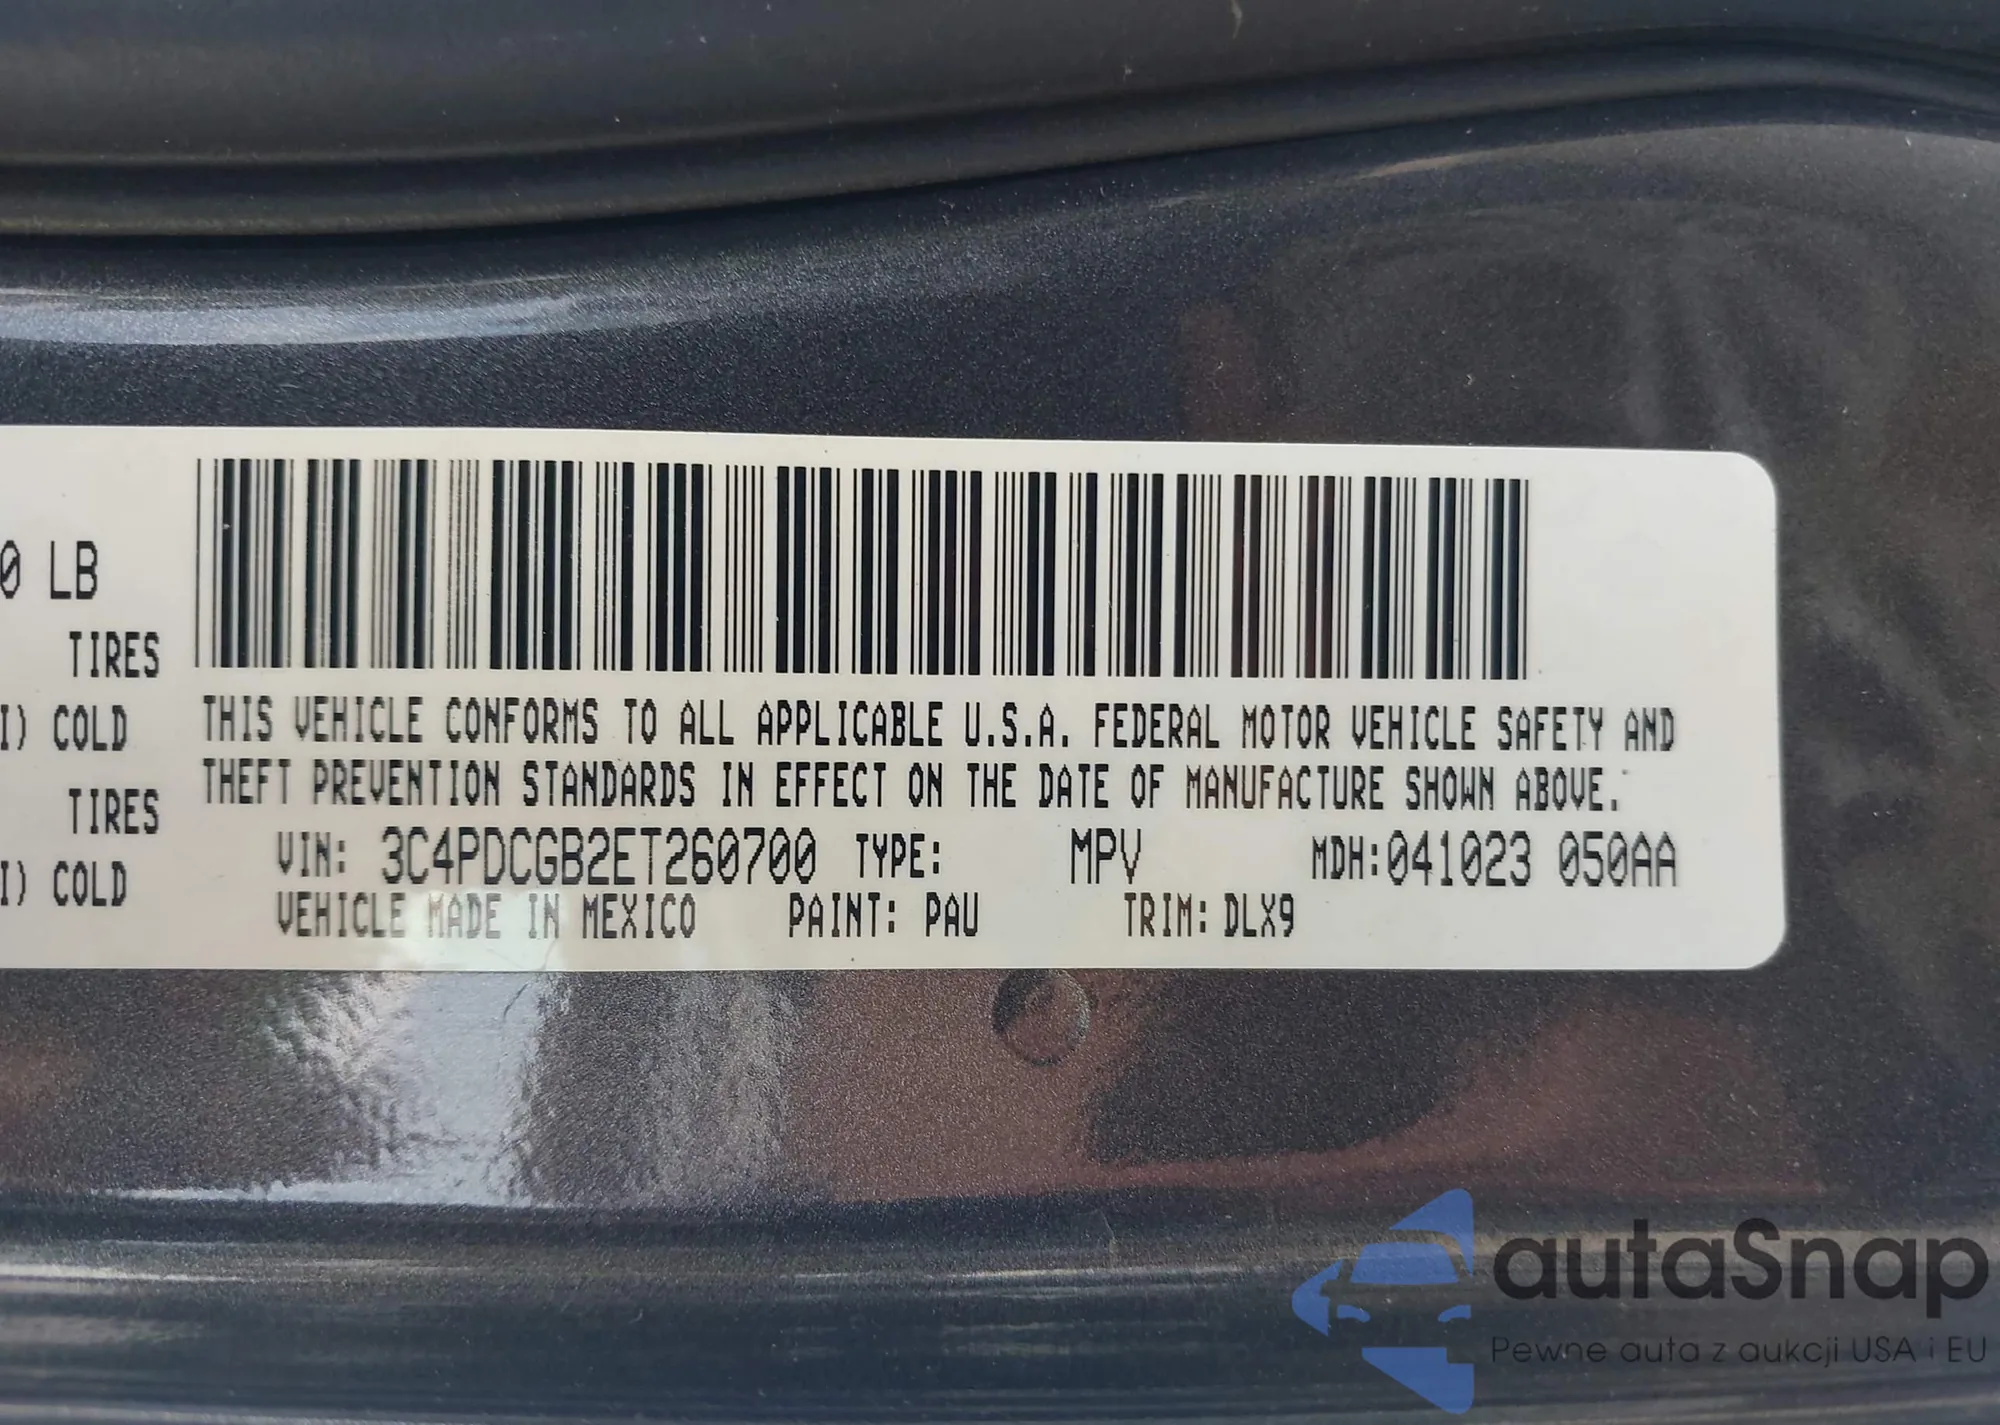 0 LB
TIRES
I) COLD
TIRES
I) COLD
THIS VEHICLE CONFORMS TO ALL APPLICABLE U.S.A. FEDERAL MOTOR VEHICLE SAFETY AND
THEFT PREVENTION STANDARDS IN EFFECT ON THE DATE OF MANUFACTURE SHOWN ABOVE.
VIN: 3C4PDCGB2ET260700 TYPE: MPV MDH:041023 050AA
VEHICLE MADE IN MEXICO PAINT: PAU TRIM: DLX9
autaSnap
Pewne auta z aukcji USA i EU